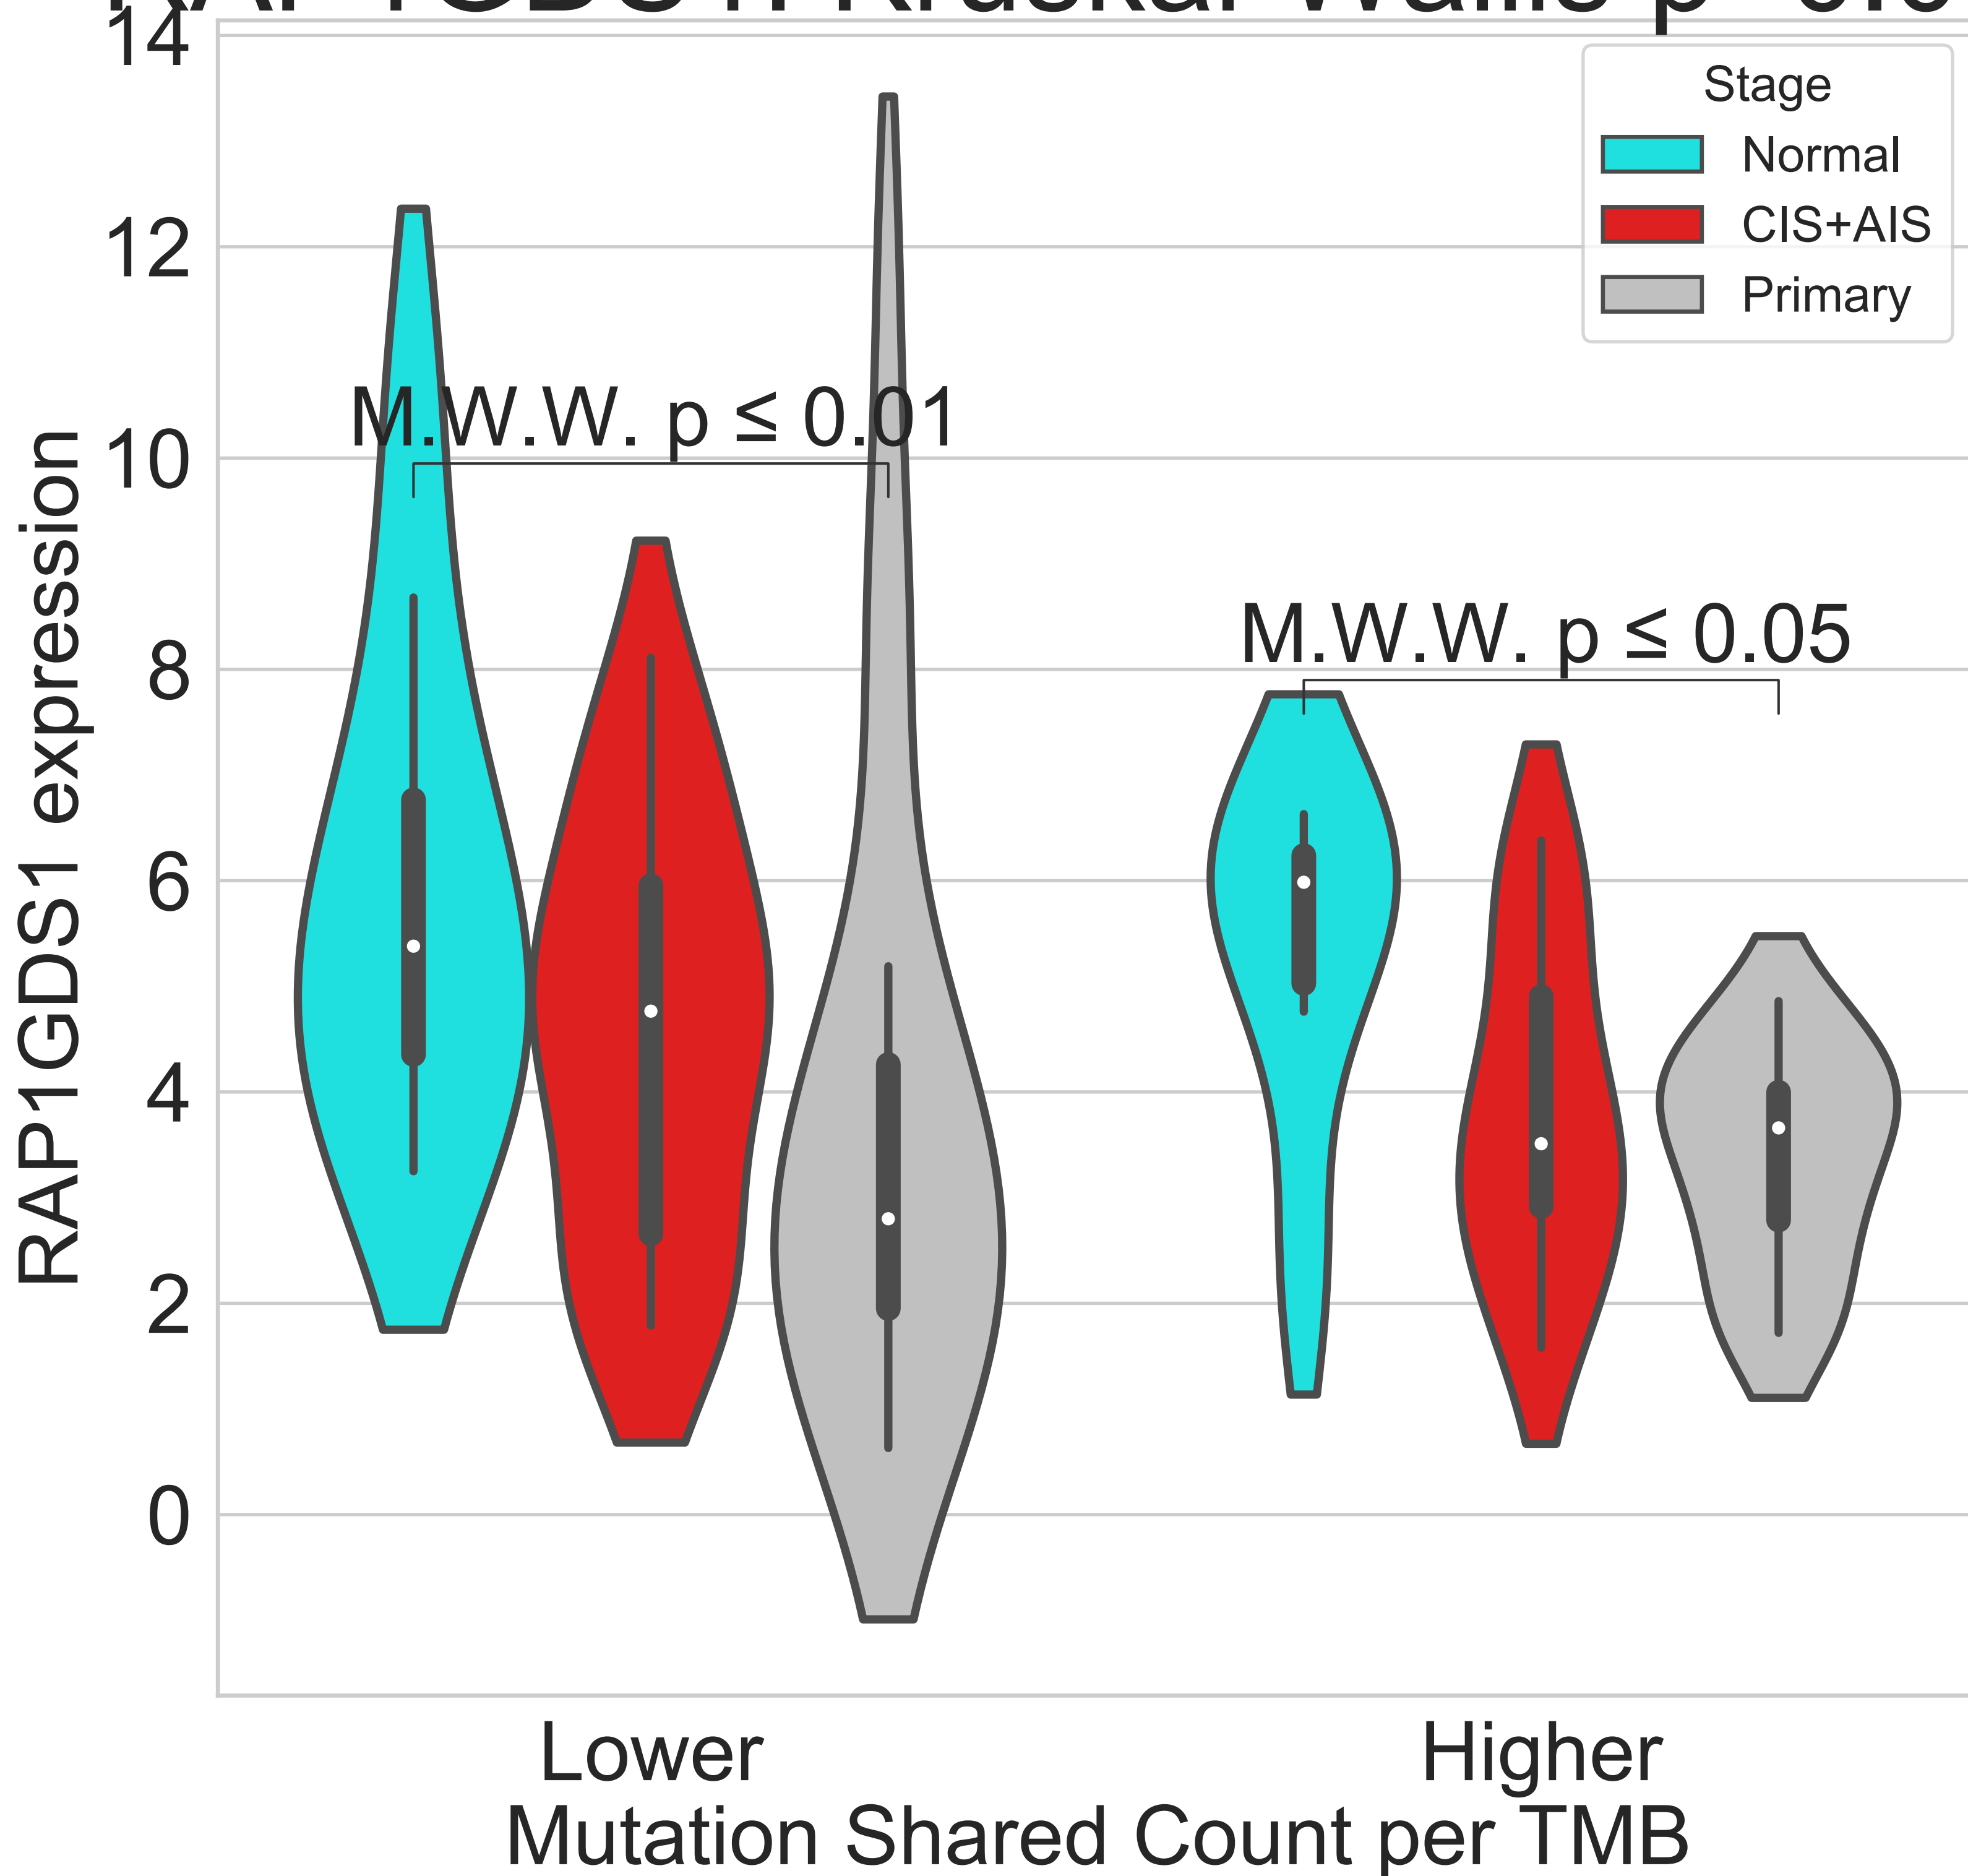 14
12
10
8
6
4
2
0
RAP1GDS1 expression
Stage
Normal
CIS+AIS
Primary
M.W.W. p ≤ 0.01
M.W.W. p ≤ 0.05
Lower
Higher
Mutation Shared Count per TMB